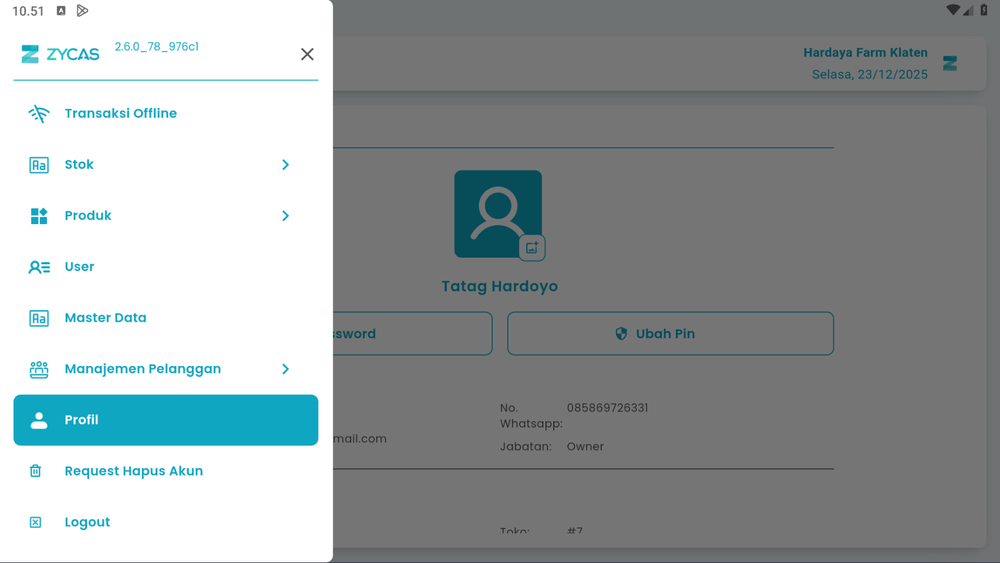 10.51
ZYCAS
2.6.0_78_976c1
Hardaya Farm Klaten
Selasa, 23/12/2025
Transaksi Offline
Stok
Produk
User
Master Data
Manajemen Pelanggan
Profil
Request Hapus Akun
Logout
Tatag Hardoyo
ssword
Ubah Pin
No. Whatsapp: 085869726331
mail.com
Jabatan: Owner
Toko: #7